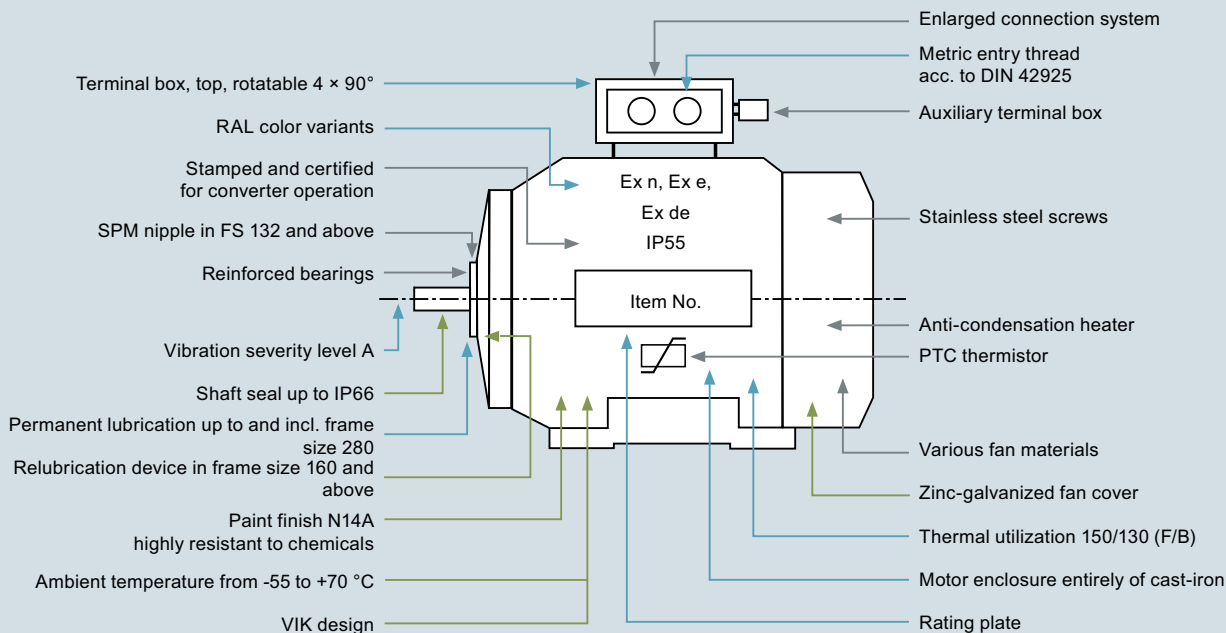 Terminal box, top, rotatable 4 × 90°
RAL color variants
Stamped and certified
for converter operation
SPM nipple in FS 132 and above
Reinforced bearings
Vibration severity level A
Shaft seal up to IP66
Permanent lubrication up to and incl. frame
size 280
Relubrication device in frame size 160 and
above
Paint finish N14A
highly resistant to chemicals
Ambient temperature from -55 to +70 °C
VIK design
Ex n, Ex e,
Ex de
IP55
Item No.
Enlarged connection system
Metric entry thread
acc. to DIN 42925
Auxiliary terminal box
Stainless steel screws
Anti-condensation heater
PTC thermistor
Various fan materials
Zinc-galvanized fan cover
Thermal utilization 150/130 (F/B)
Motor enclosure entirely of cast-iron
Rating plate